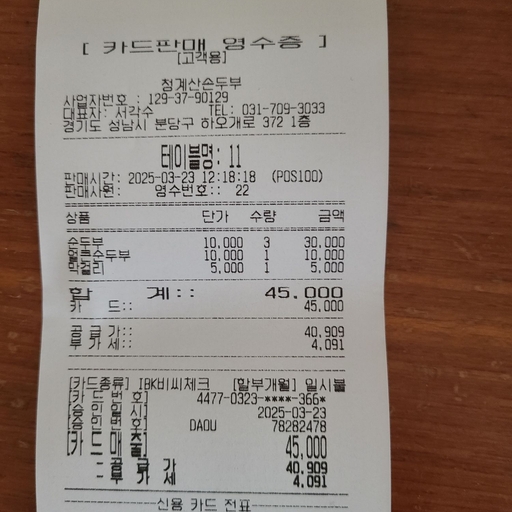 [ 카드판매 영수증 ]
[고객용]
청계산손두부
사업자번호 : 129-37-90129
대표자: 서각수 TEL: 031-709-3033
경기도 성남시 분당구 하오개로 372 1층
테이블명: 11
판매시간: 2025-03-23 12:18:18 (POS100)
판매사원: 영수번호:: 22
상품 단가 수량 금액
순두부 10,000 3 30,000
얼큰순두부 10,000 1 10,000
막걸리 5,000 1 5,000
합 계:: 45,000
카 드:: 45,000
공 급 가:: 40,909
부 가 세:: 4,091
[카드종류] IBK비씨체크 [할부개월] 일시불
[카 드 번 호] 4477-0323-****-366*
[승 인 일 시] 2025-03-23
[승 인 번 호] DAOU 78282478
[카 드 매 출] 45,000
- 공 급 가 40,909
- 부 가 세 4,091
신용 카드 전표